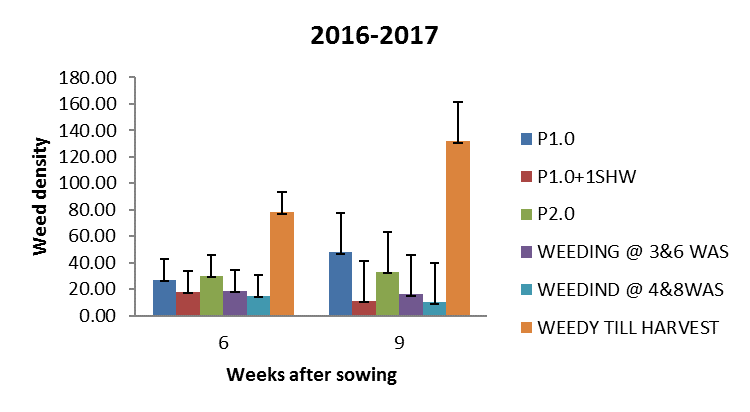 2016-2017
Weed density
180.00
160.00
140.00
120.00
100.00
80.00
60.00
40.00
20.00
0.00
6
9
Weeks after sowing
P1.0
P1.0+1SHW
P2.0
WEEDING @ 3&6 WAS
WEEDIND @ 4&8WAS
WEEDY TILL HARVEST